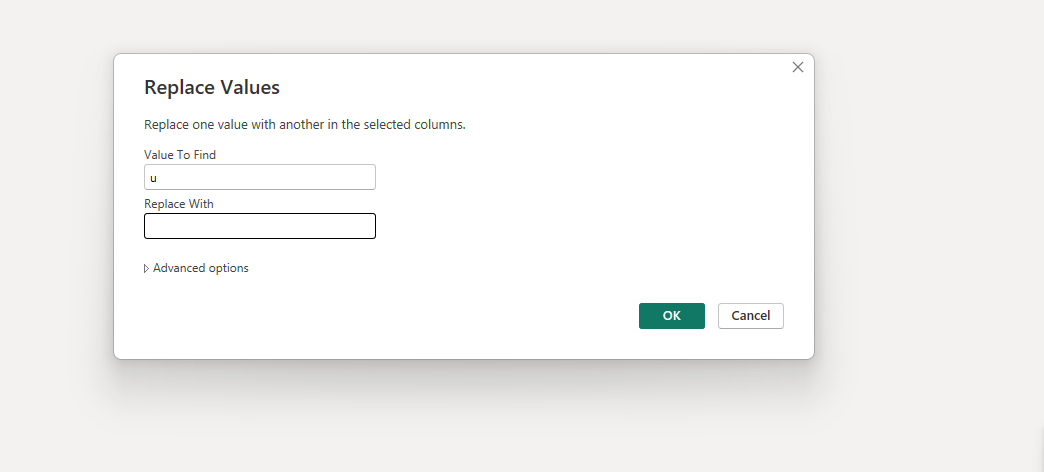 Replace Values
Replace one value with another in the selected columns.
Value To Find
u
Replace With
Advanced options
OK
Cancel